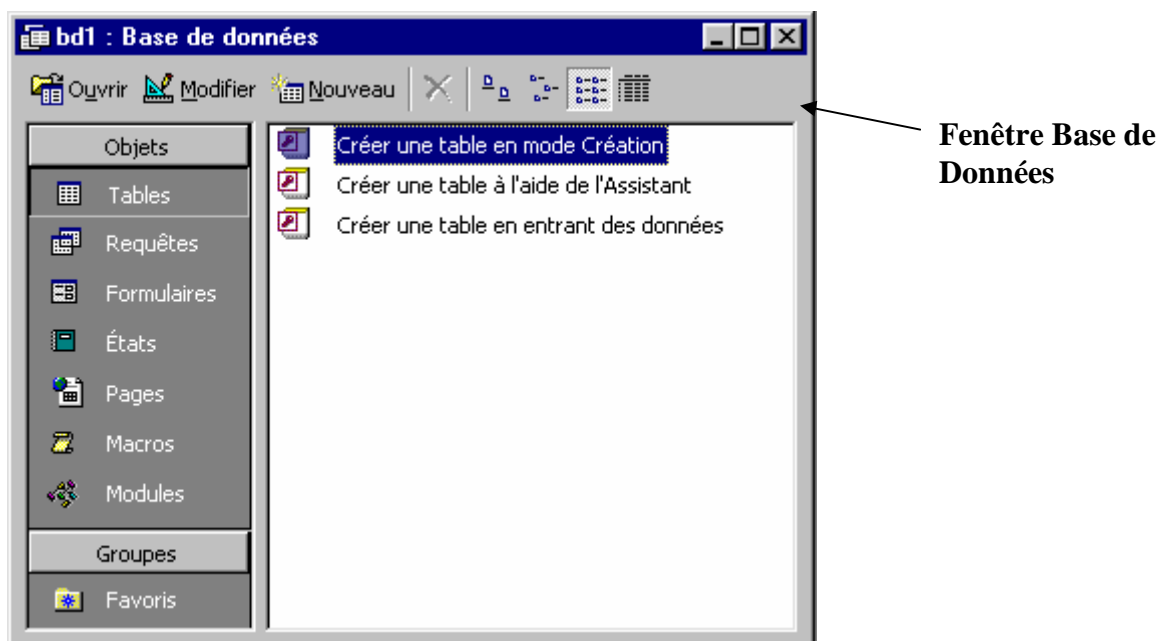 bd1 : Base de données
Ouvrir Modifier Nouveau
Objets
Tables
Requêtes
Formulaires
États
Pages
Macros
Modules
Groupes
Favoris
Créer une table en mode Création
Créer une table à l'aide de l'Assistant
Créer une table en entrant des données
Fenêtre Base de
Données